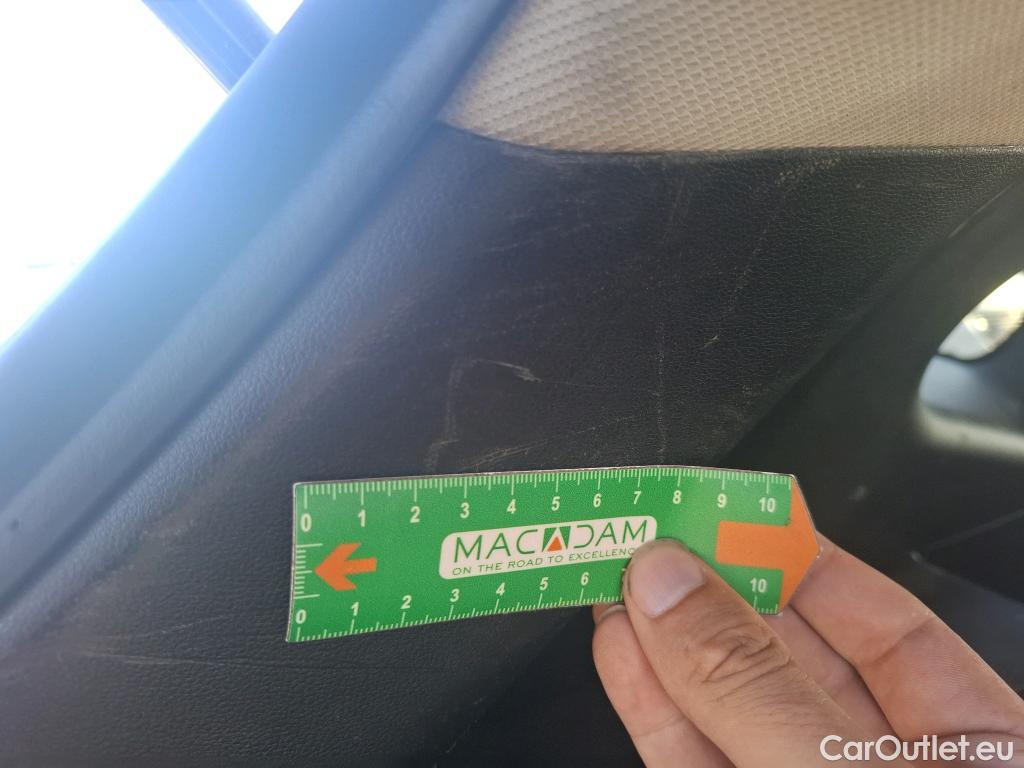 0 1 2 3 4 5 6 7 8 9 10
MACADAM
ON THE ROAD TO EXCELLENC
0 1 2 3 4 5 6 10
CarOutlet.eu